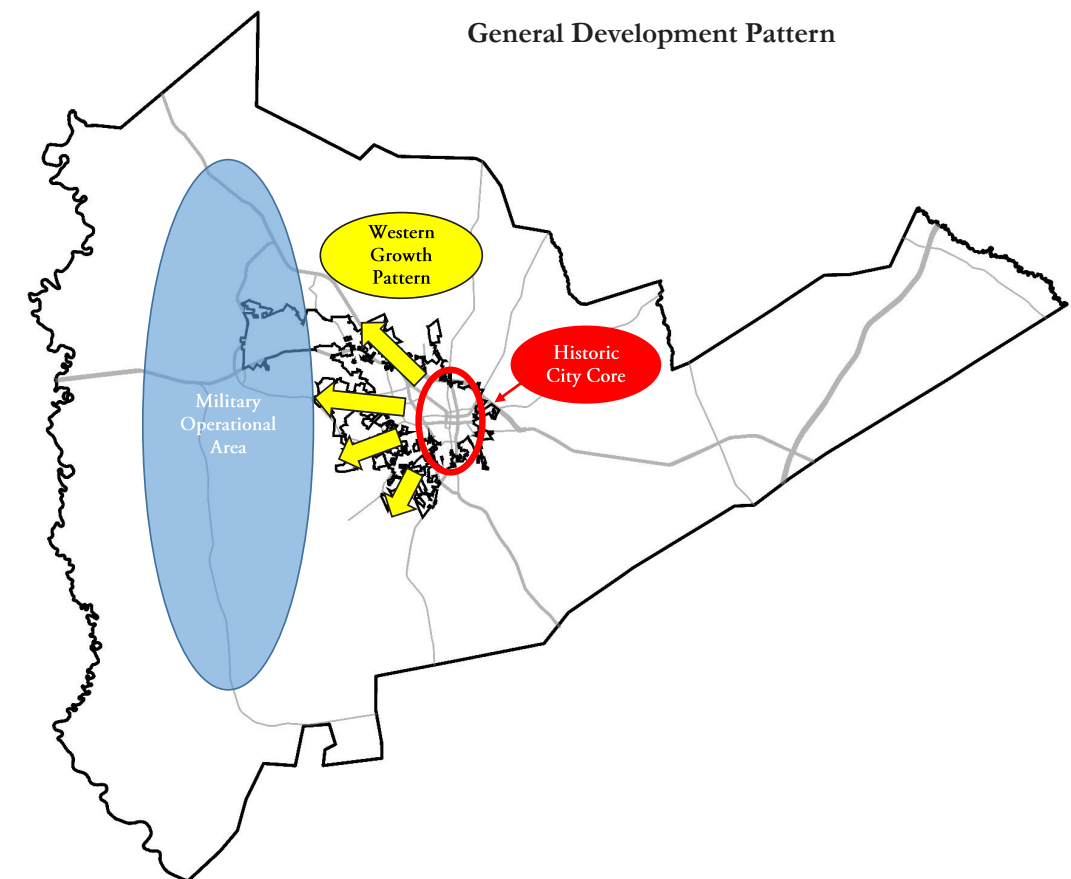 General Development Pattern
Western
Growth
Pattern
Historic
City Core
Military
Operational
Area